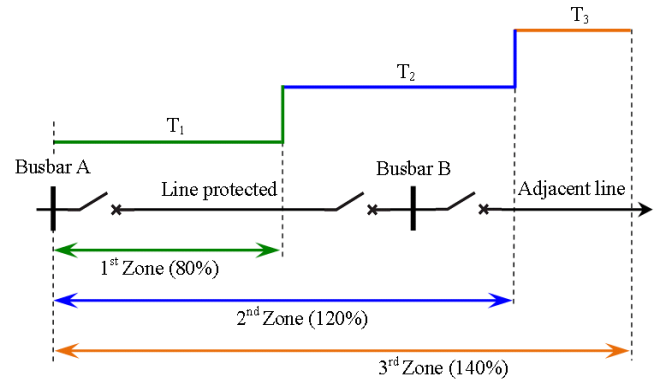 T3
T2
T1
Busbar A
Busbar B
Line protected
Adjacent line
1st Zone (80%)
2nd Zone (120%)
3rd Zone (140%)